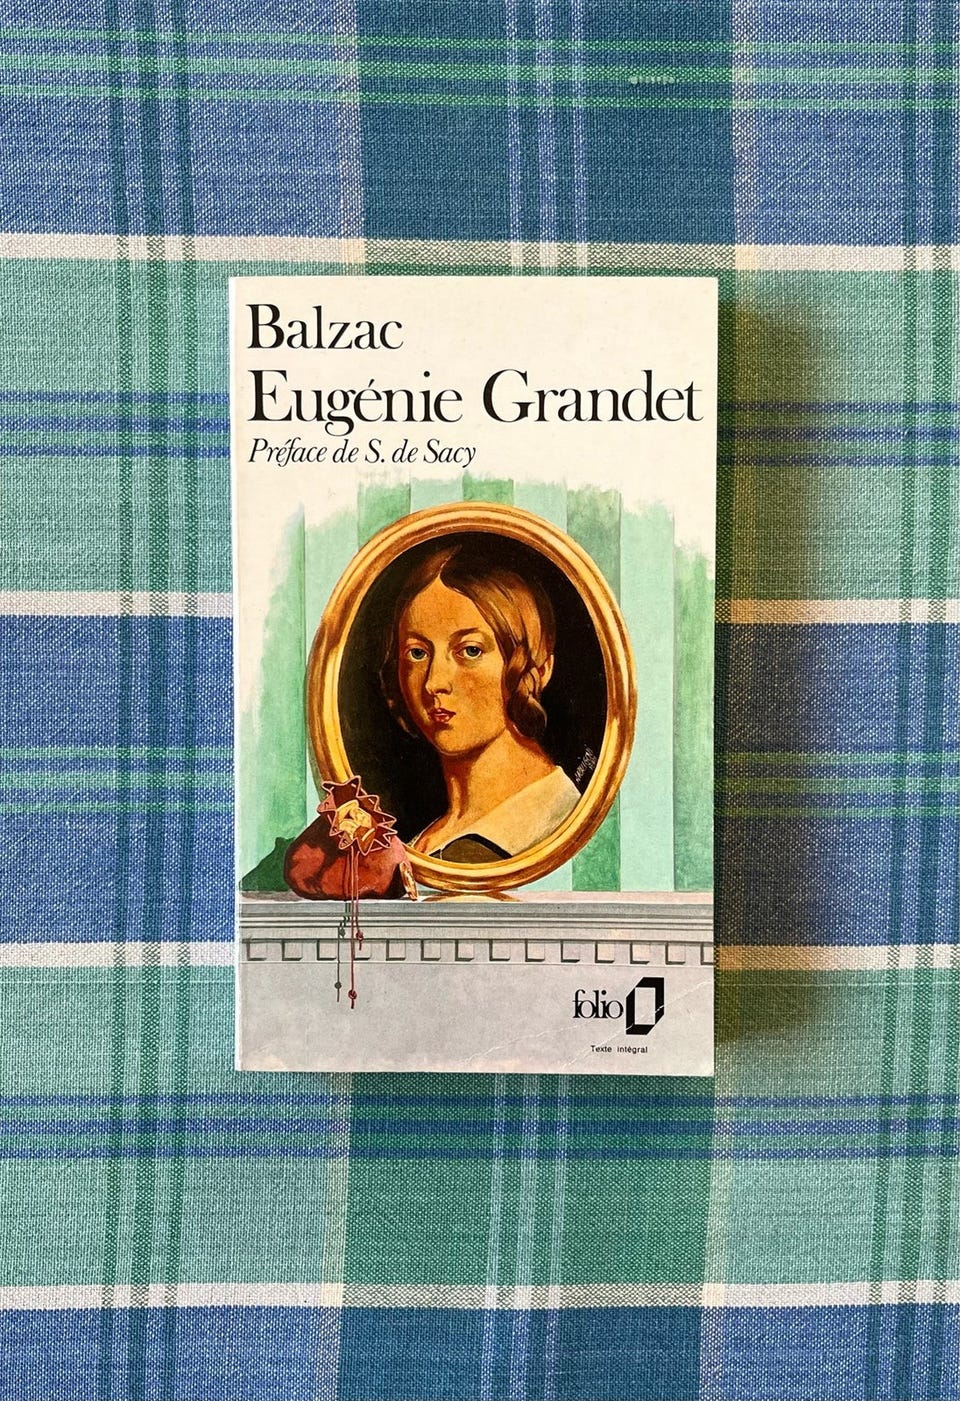 Balzac
Eugénie Grandet
Préface de S. de Sacy
folio
Texte intégral